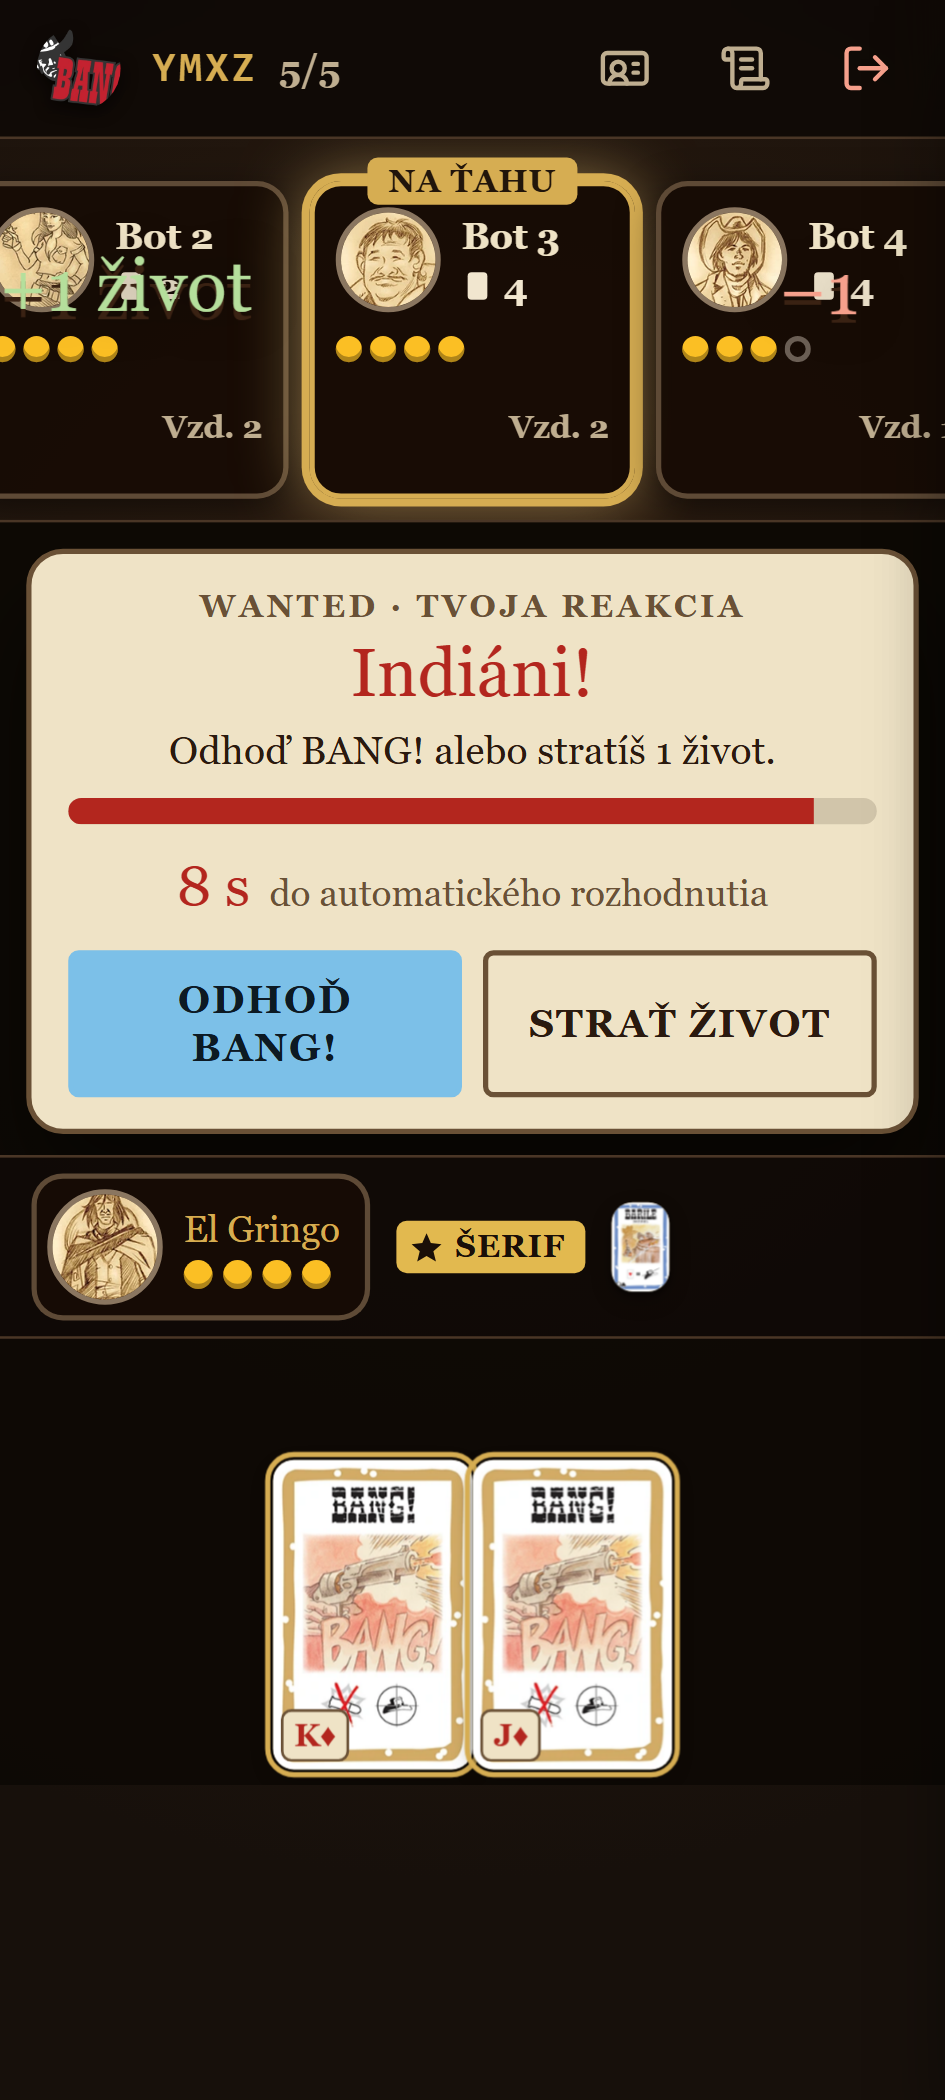 BANG!
YMXZ 5/5
NA ŤAHU
Bot 2
+1 život
Vzd. 2
Bot 3
4
Vzd. 2
Bot 4
4
−1
Vzd.
WANTED · TVOJA REAKCIA
Indiáni!
Odhoď BANG! alebo stratíš 1 život.
8 s do automatického rozhodnutia
ODHOĎ
BANG!
STRAŤ ŽIVOT
El Gringo
ŠERIF
BARILE
BANG!
BANG!
K♦
BANG!
BANG!
J♦